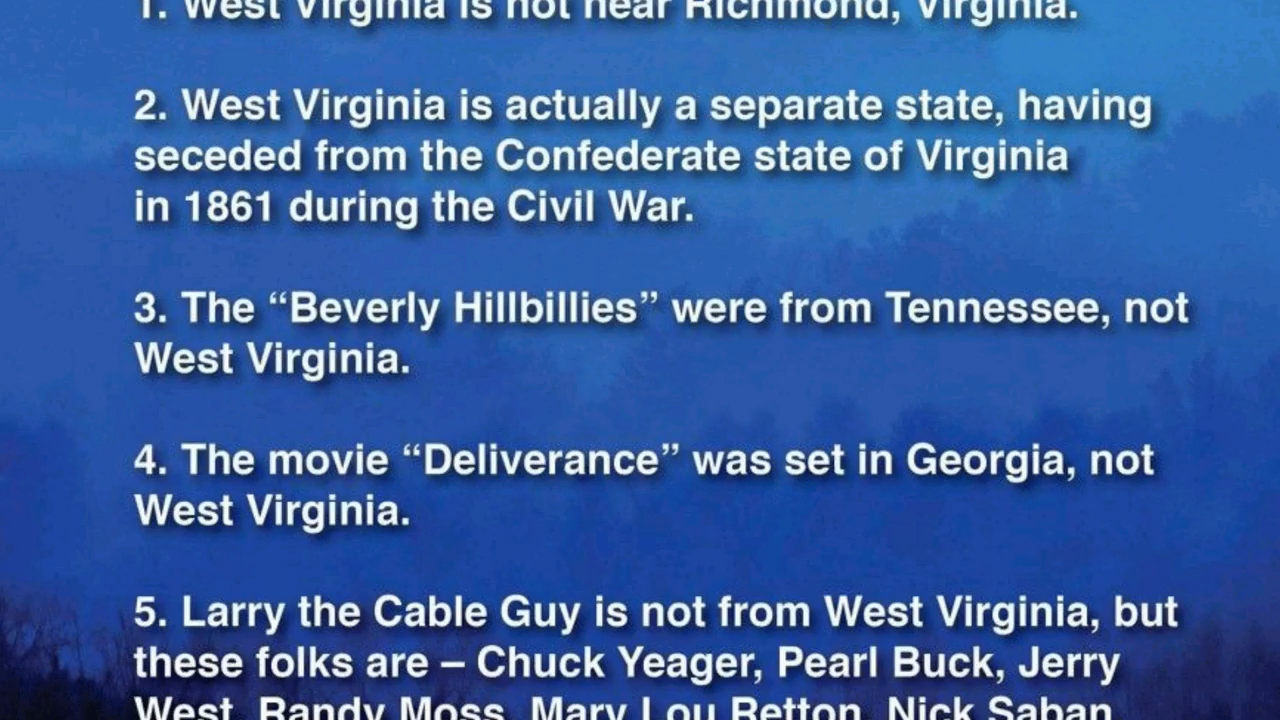 1. West Virginia is not near Richmond, Virginia.
2. West Virginia is actually a separate state, having
seceded from the Confederate state of Virginia
in 1861 during the Civil War.
3. The “Beverly Hillbillies” were from Tennessee, not
West Virginia.
4. The movie “Deliverance” was set in Georgia, not
West Virginia.
5. Larry the Cable Guy is not from West Virginia, but
these folks are – Chuck Yeager, Pearl Buck, Jerry
West, Randy Moss, Mary Lou Retton, Nick Saban